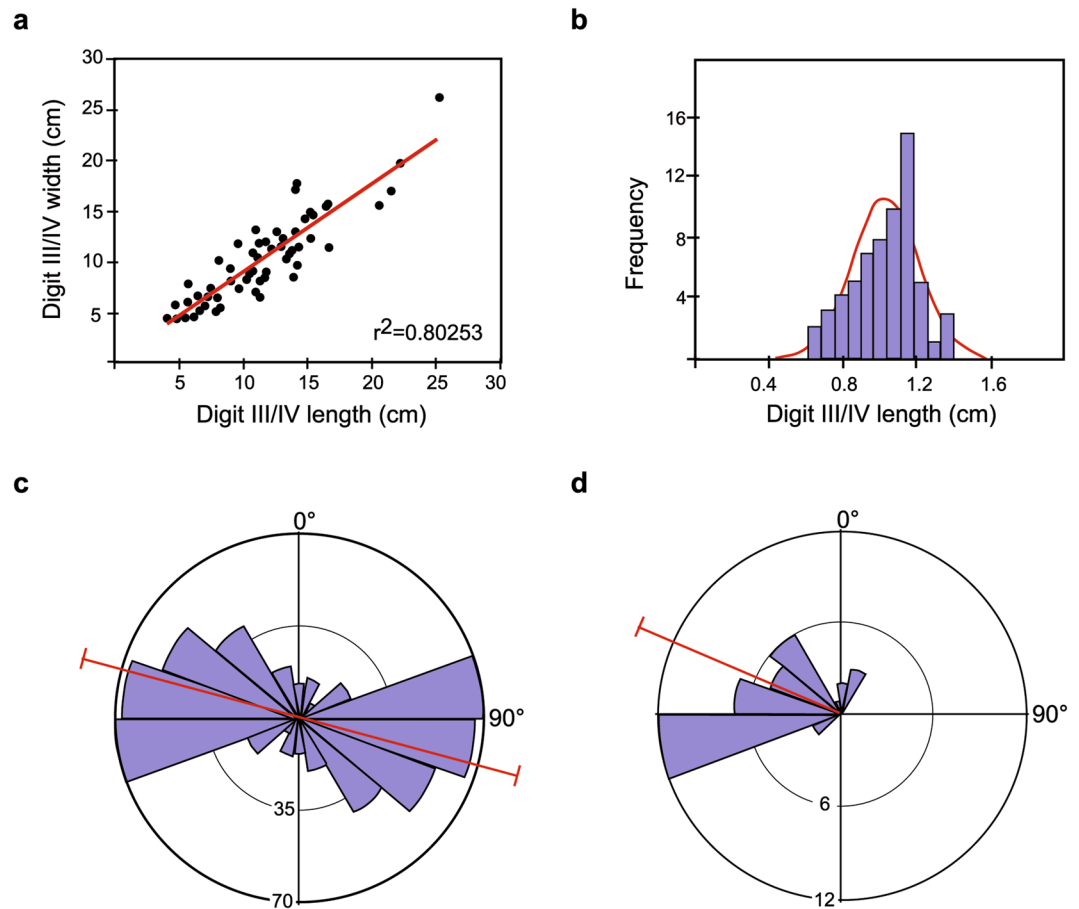 a
30
25
20
15
10
5
Digit III/IV width (cm)
r2=0.80253
5 10 15 20 25 30
Digit III/IV length (cm)
b
16
12
8
4
Frequency
0.4 0.8 1.2 1.6
Digit III/IV length (cm)
c
0°
90°
35
70
d
0°
90°
6
12